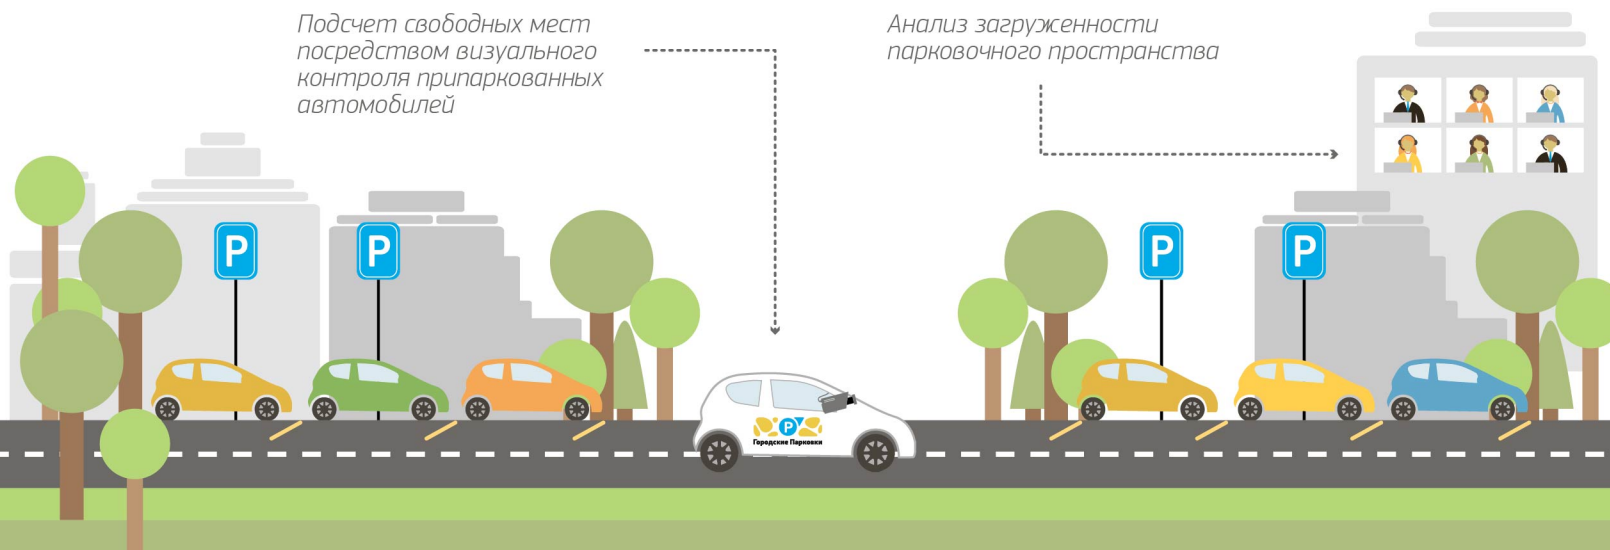 Подсчет свободных мест
посредством визуального
контроля припаркованных
автомобилей
Анализ загруженности
парковочного пространства
P
P
P
P
P
Городские Парковки